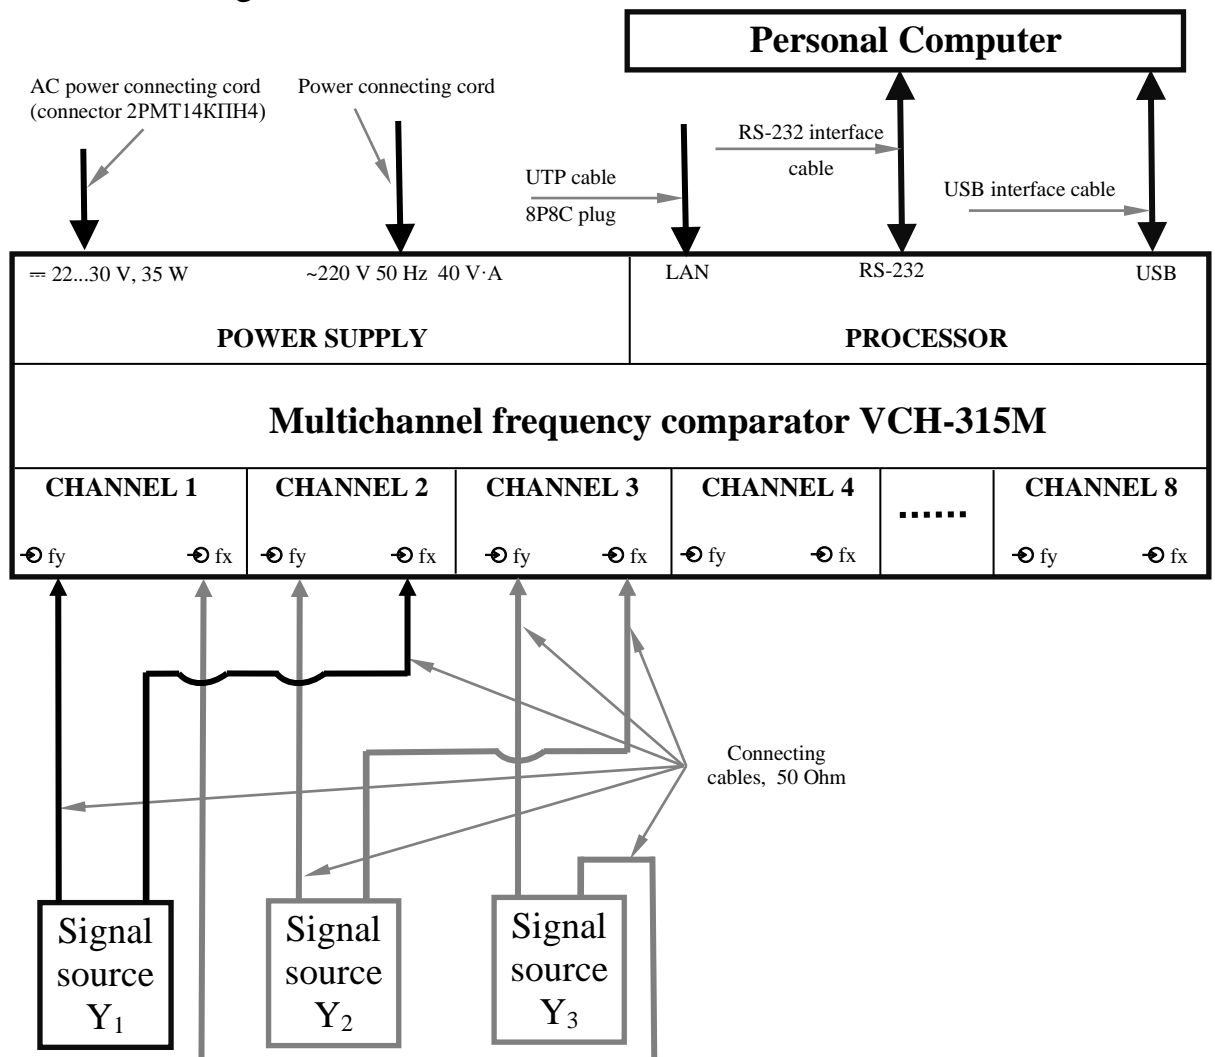 Personal Computer
AC power connecting cord
(connector 2РМТ14КПН4)
Power connecting cord
RS-232 interface
cable
UTP cable
8P8C plug
USB interface cable
⎓ 22...30 V, 35 W
~220 V 50 Hz 40 V·A
LAN
RS-232
USB
POWER SUPPLY
PROCESSOR
Multichannel frequency comparator VCH-315M
CHANNEL 1
CHANNEL 2
CHANNEL 3
CHANNEL 4
......
CHANNEL 8
fy
fx
fy
fx
fy
fx
fy
fx
fy
fx
Connecting
cables, 50 Ohm
Signal
source
Y₁
Signal
source
Y₂
Signal
source
Y₃